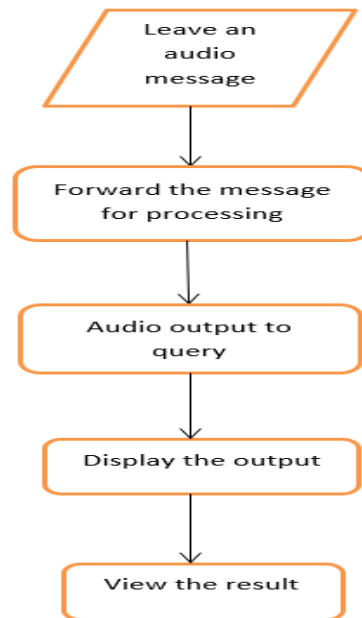 Leave an
audio
message
Forward the message
for processing
Audio output to
query
Display the output
View the result